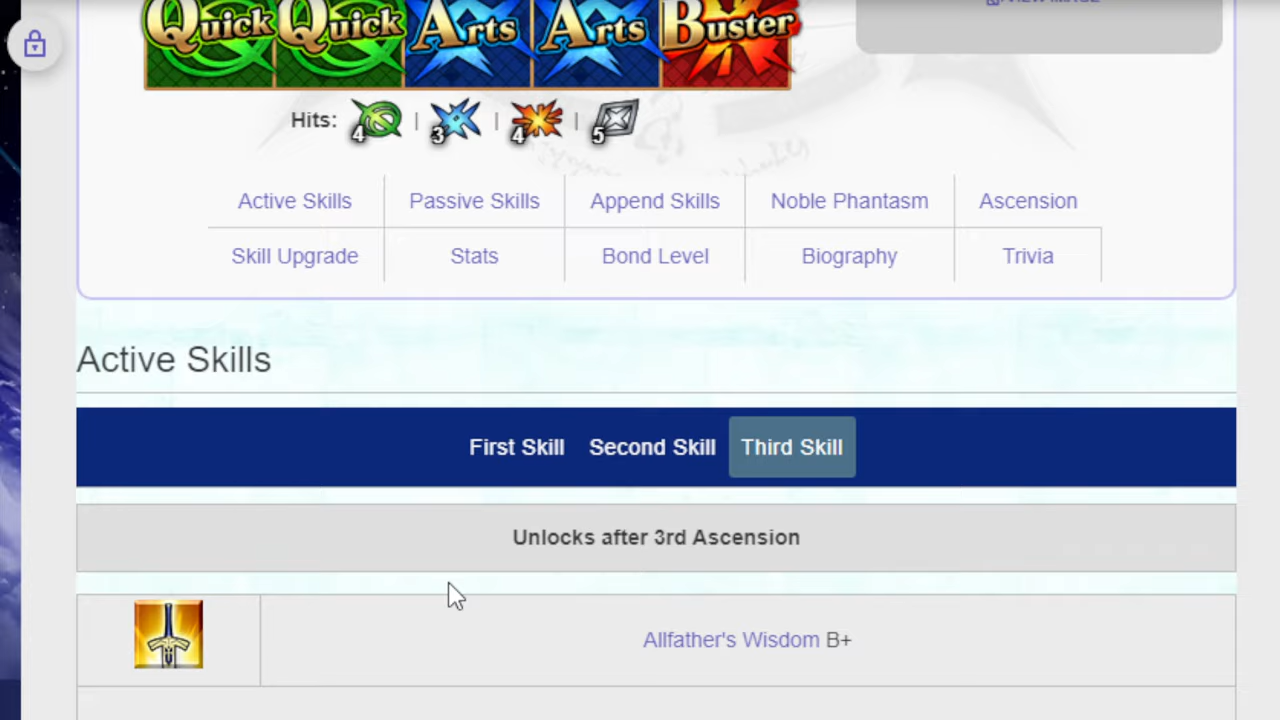 Quick Quick Arts Arts Buster
Hits: 4 | 3 | 4 | 5
Active Skills Passive Skills Append Skills Noble Phantasm Ascension
Skill Upgrade Stats Bond Level Biography Trivia
Active Skills
First Skill Second Skill Third Skill
Unlocks after 3rd Ascension
Allfather's Wisdom B+